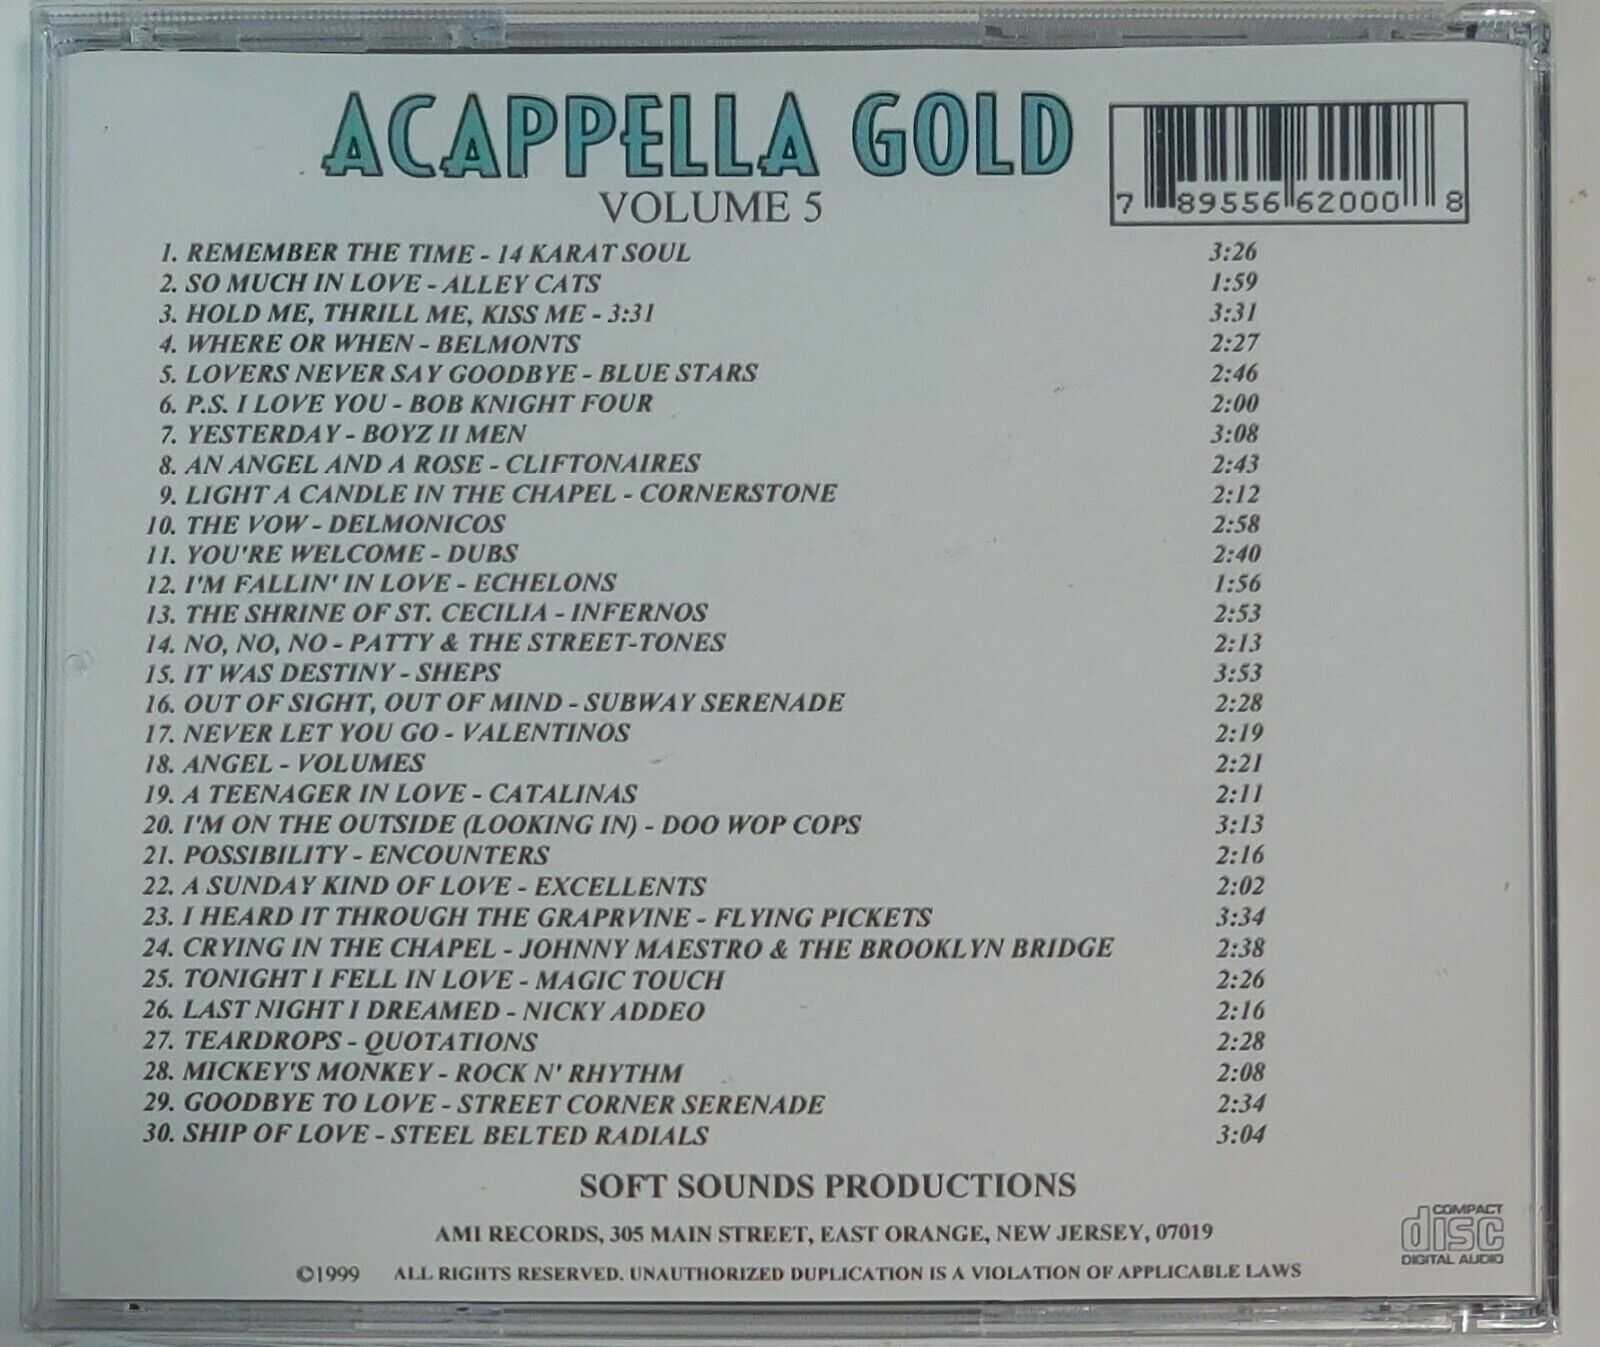 ACAPPELLA GOLD
VOLUME 5
7 89556 62000 8
1. REMEMBER THE TIME - 14 KARAT SOUL 3:26
2. SO MUCH IN LOVE - ALLEY CATS 1:59
3. HOLD ME, THRILL ME, KISS ME - 3:31 3:31
4. WHERE OR WHEN - BELMONTS 2:27
5. LOVERS NEVER SAY GOODBYE - BLUE STARS 2:46
6. P.S. I LOVE YOU - BOB KNIGHT FOUR 2:00
7. YESTERDAY - BOYZ II MEN 3:08
8. AN ANGEL AND A ROSE - CLIFTONAIRES 2:43
9. LIGHT A CANDLE IN THE CHAPEL - CORNERSTONE 2:12
10. THE VOW - DELMONICOS 2:58
11. YOU'RE WELCOME - DUBS 2:40
12. I'M FALLIN' IN LOVE - ECHELONS 1:56
13. THE SHRINE OF ST. CECILIA - INFERNOS 2:53
14. NO, NO, NO - PATTY & THE STREET-TONES 2:13
15. IT WAS DESTINY - SHEPS 3:53
16. OUT OF SIGHT, OUT OF MIND - SUBWAY SERENADE 2:28
17. NEVER LET YOU GO - VALENTINOS 2:19
18. ANGEL - VOLUMES 2:21
19. A TEENAGER IN LOVE - CATALINAS 2:11
20. I'M ON THE OUTSIDE (LOOKING IN) - DOO WOP COPS 3:13
21. POSSIBILITY - ENCOUNTERS 2:16
22. A SUNDAY KIND OF LOVE - EXCELLENTS 2:02
23. I HEARD IT THROUGH THE GRAPRVINE - FLYING PICKETS 3:34
24. CRYING IN THE CHAPEL - JOHNNY MAESTRO & THE BROOKLYN BRIDGE 2:38
25. TONIGHT I FELL IN LOVE - MAGIC TOUCH 2:26
26. LAST NIGHT I DREAMED - NICKY ADDEO 2:16
27. TEARDROPS - QUOTATIONS 2:28
28. MICKEY'S MONKEY - ROCK N' RHYTHM 2:08
29. GOODBYE TO LOVE - STREET CORNER SERENADE 2:34
30. SHIP OF LOVE - STEEL BELTED RADIALS 3:04
SOFT SOUNDS PRODUCTIONS
AMI RECORDS, 305 MAIN STREET, EAST ORANGE, NEW JERSEY, 07019
©1999 ALL RIGHTS RESERVED. UNAUTHORIZED DUPLICATION IS A VIOLATION OF APPLICABLE LAWS
COMPACT
disc
DIGITAL AUDIO